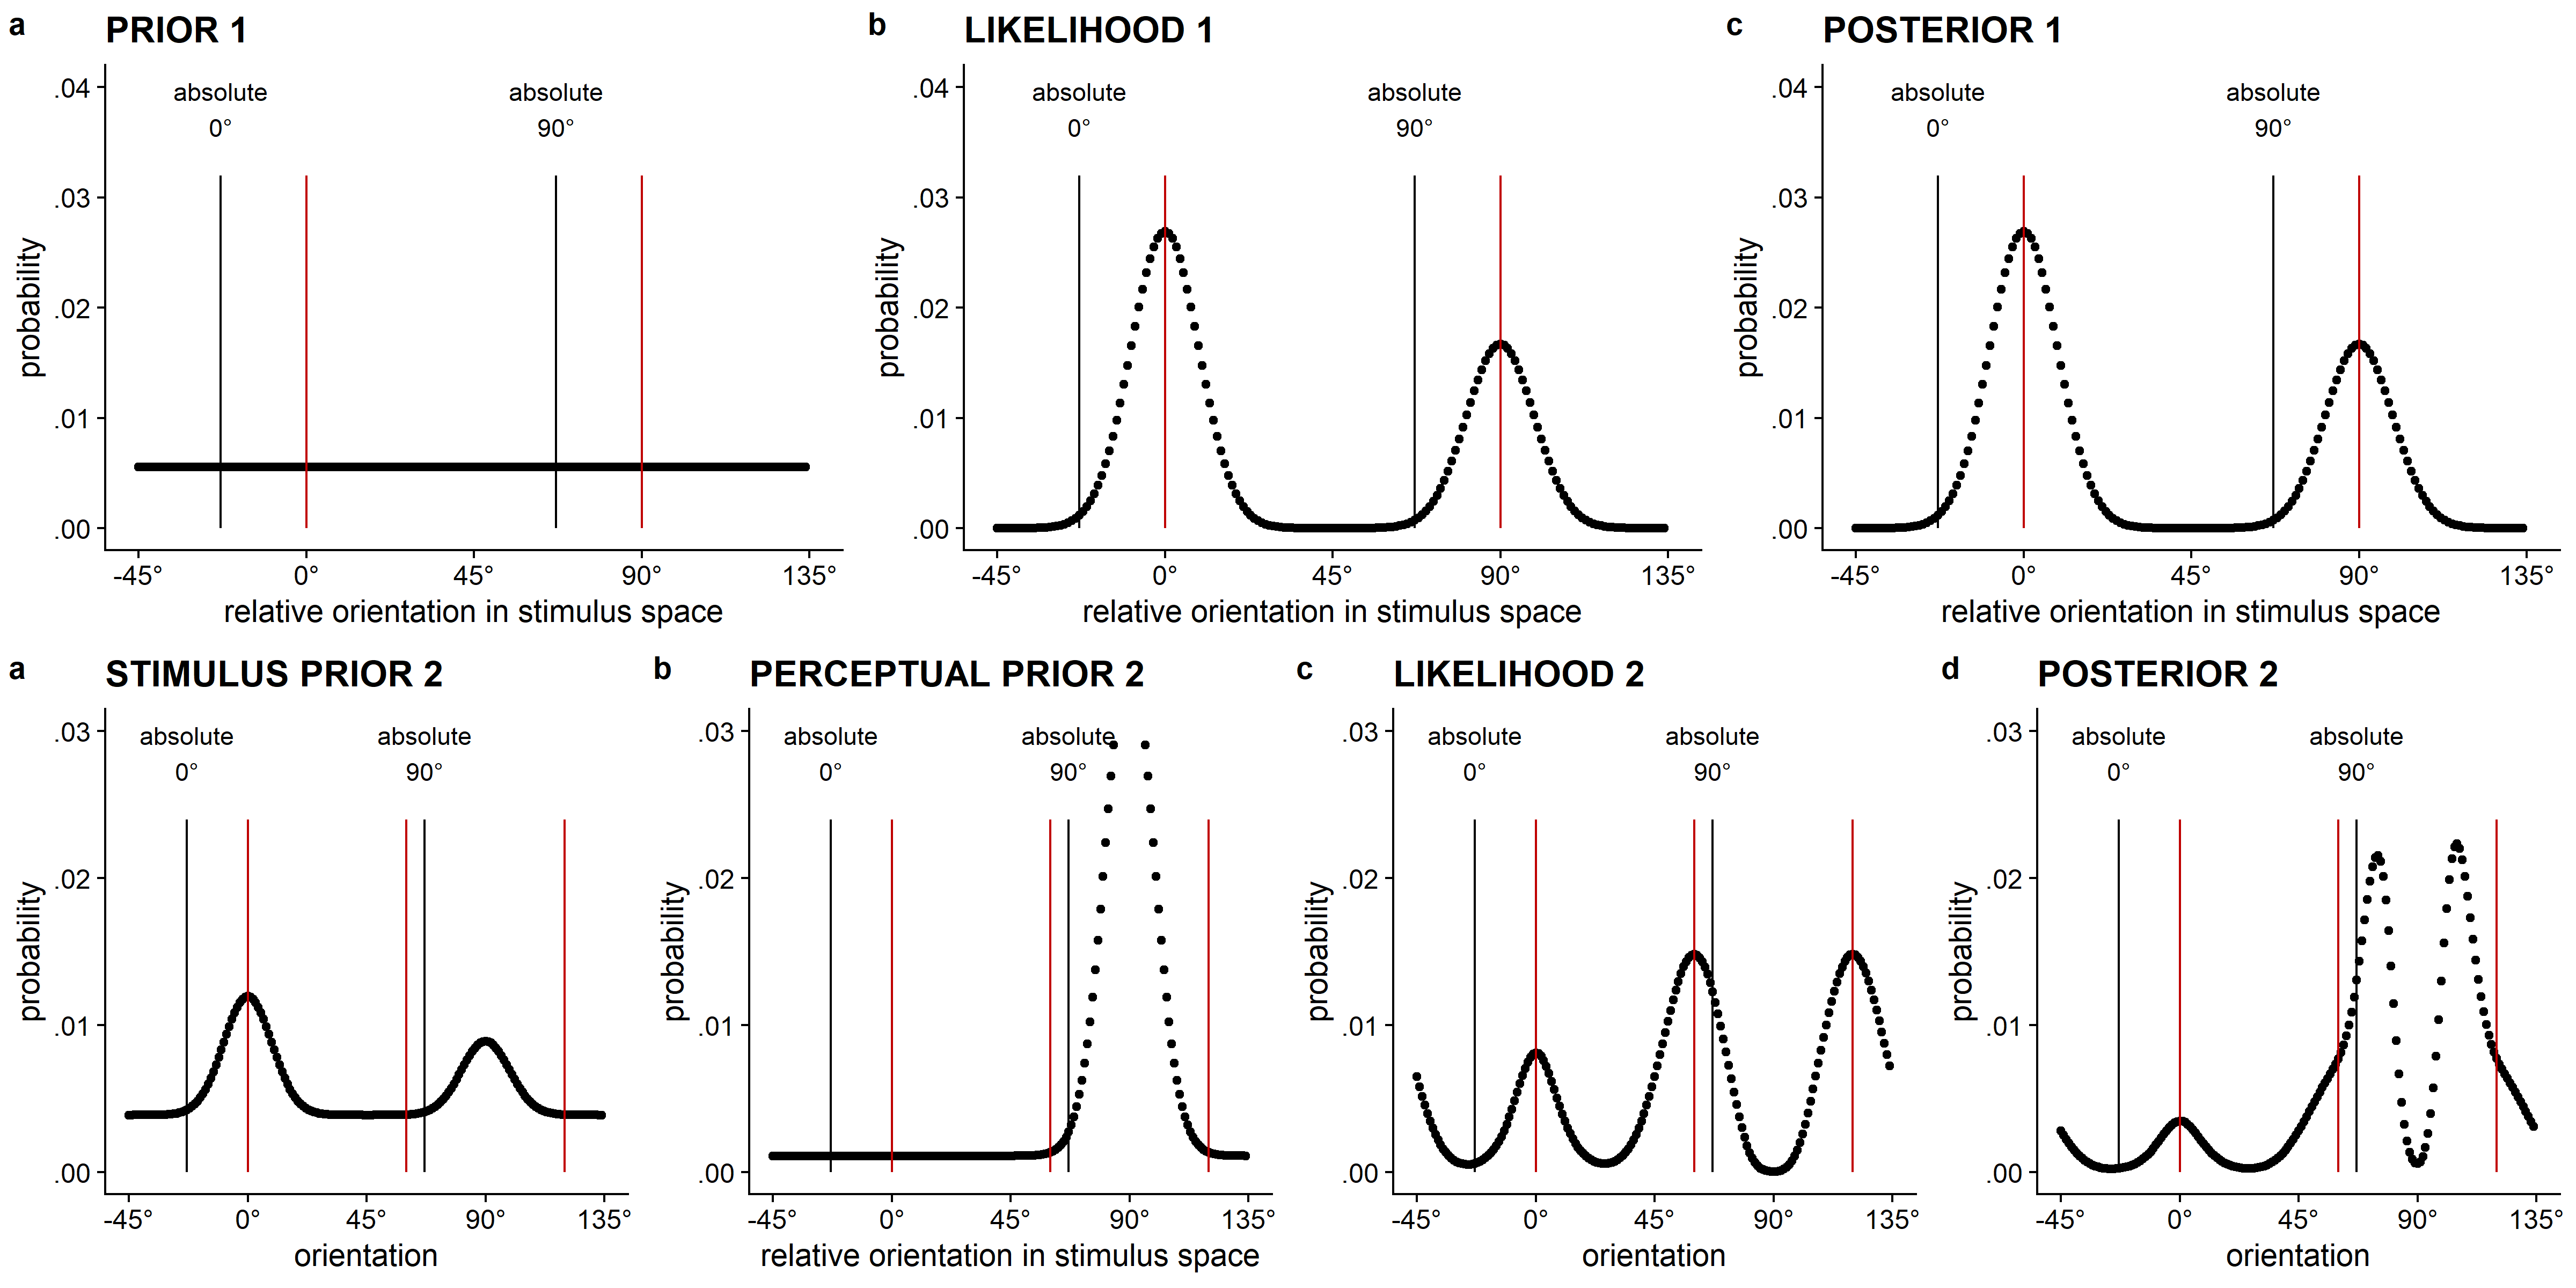 a PRIOR 1
absolute
0°
absolute
90°
.04
.03
.02
.01
.00
probability
-45° 0° 45° 90° 135°
relative orientation in stimulus space
b LIKELIHOOD 1
absolute
0°
absolute
90°
.04
.03
.02
.01
.00
probability
-45° 0° 45° 90° 135°
relative orientation in stimulus space
c POSTERIOR 1
absolute
0°
absolute
90°
.04
.03
.02
.01
.00
probability
-45° 0° 45° 90° 135°
relative orientation in stimulus space
a STIMULUS PRIOR 2
absolute
0°
absolute
90°
.03
.02
.01
.00
probability
-45° 0° 45° 90° 135°
orientation
b PERCEPTUAL PRIOR 2
absolute
0°
absolute
90°
.03
.02
.01
.00
probability
-45° 0° 45° 90° 135°
relative orientation in stimulus space
c LIKELIHOOD 2
absolute
0°
absolute
90°
.03
.02
.01
.00
probability
-45° 0° 45° 90° 135°
orientation
d POSTERIOR 2
absolute
0°
absolute
90°
.03
.02
.01
.00
probability
-45° 0° 45° 90° 135°
orientation